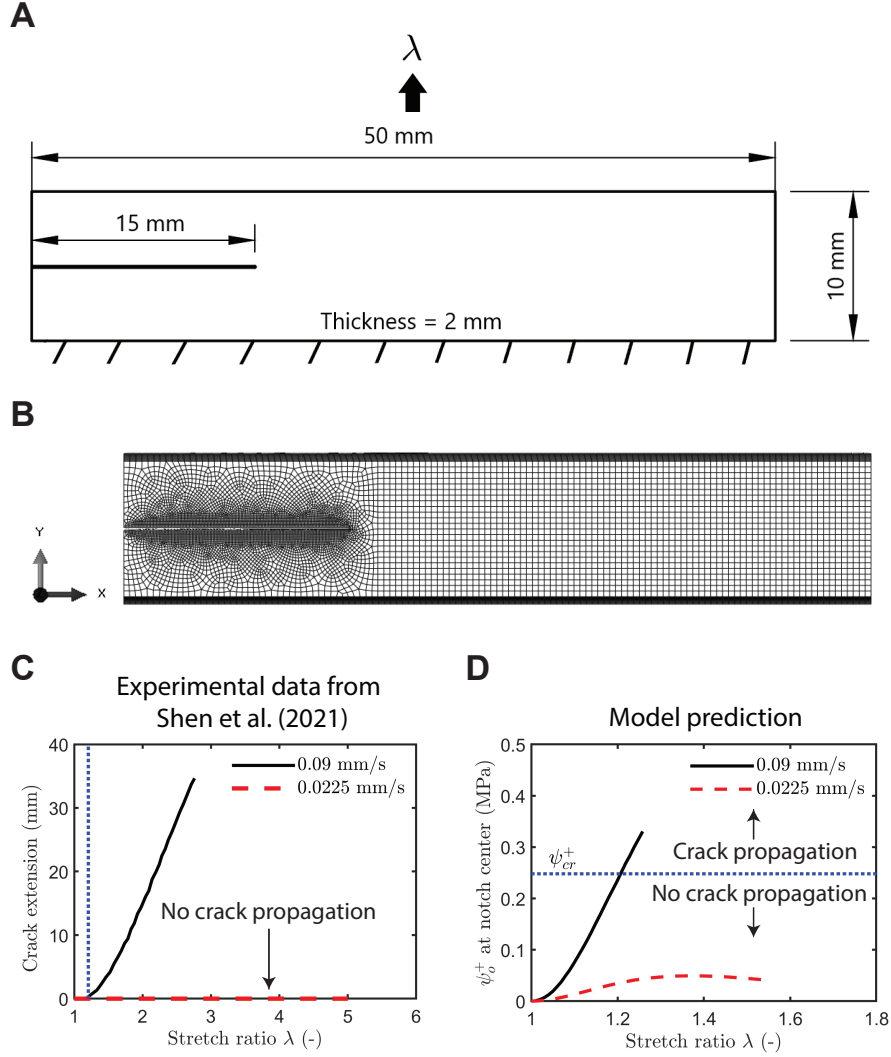 A
λ
50 mm
15 mm
10 mm
Thickness = 2 mm
B
Y
X
C
Experimental data from
Shen et al. (2021)
40
30
20
10
0
Crack extension (mm)
0.09 mm/s
0.0225 mm/s
No crack propagation
1 2 3 4 5 6
Stretch ratio λ (-)
D
Model prediction
0.5
0.4
0.3
0.2
0.1
0
ψₒ⁺ at notch center (MPa)
0.09 mm/s
0.0225 mm/s
Crack propagation
ψ_cr⁺
No crack propagation
1 1.2 1.4 1.6 1.8
Stretch ratio λ (-)